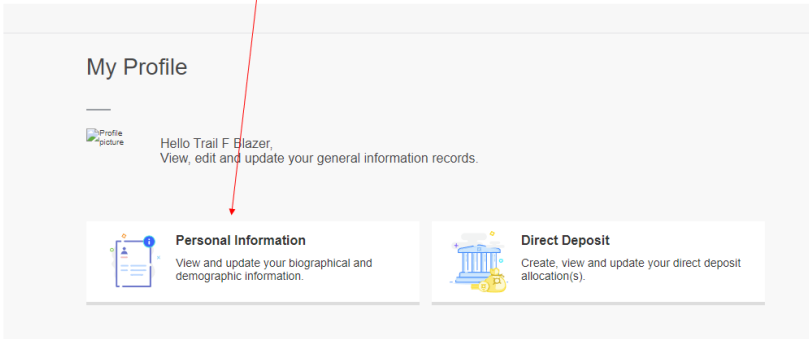 My Profile
Profile
picture
Hello Trail F Blazer,
View, edit and update your general information records.
Personal Information
View and update your biographical and
demographic information.
Direct Deposit
Create, view and update your direct deposit
allocation(s).